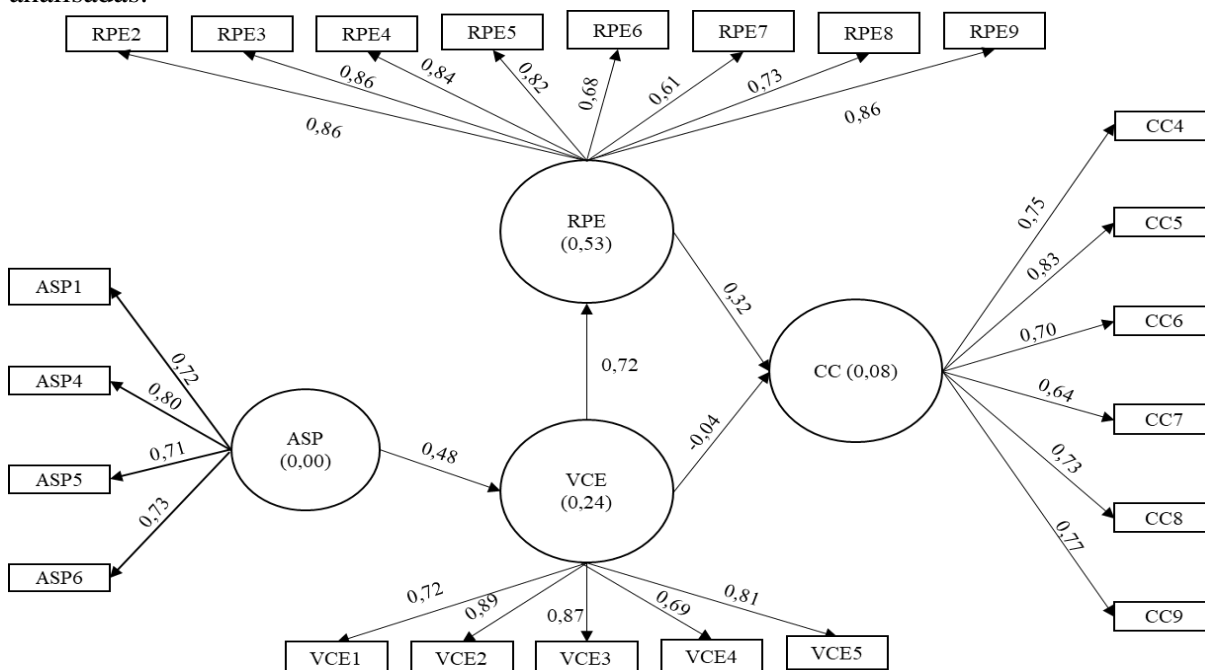 analisadas.
RPE2 RPE3 RPE4 RPE5 RPE6 RPE7 RPE8 RPE9
0,86 0,86 0,84 0,82 0,68 0,61 0,73 0,86
RPE
(0,53)
CC4
CC5
CC6
CC7
CC8
CC9
0,75
0,83
0,70
0,64
0,73
0,77
CC (0,08)
0,32
-0,04
0,72
ASP1
ASP4
ASP5
ASP6
0,72
0,80
0,71
0,73
ASP
(0,00)
0,48
VCE
(0,24)
0,72 0,89 0,87 0,69 0,81
VCE1 VCE2 VCE3 VCE4 VCE5